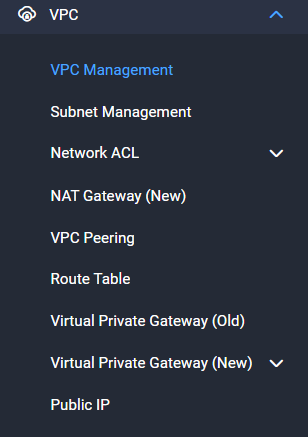 VPC
VPC Management
Subnet Management
Network ACL
NAT Gateway (New)
VPC Peering
Route Table
Virtual Private Gateway (Old)
Virtual Private Gateway (New)
Public IP